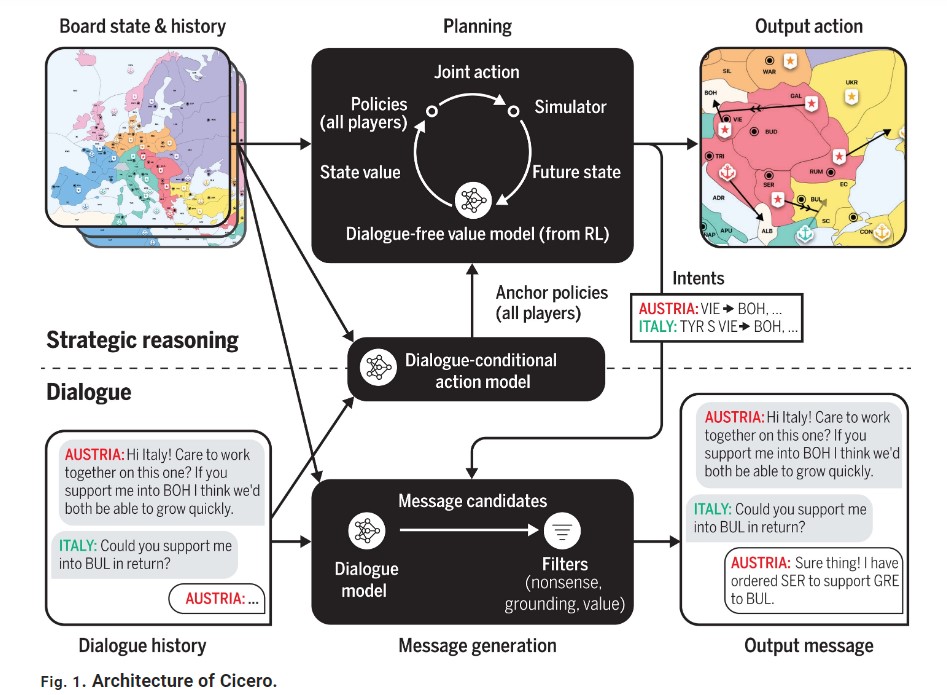 Board state & history
Planning
Output action
Joint action
Policies
(all players)
Simulator
State value
Future state
Dialogue-free value model (from RL)
SIL
WAR
UKR
BOH
GAL
VIE
BUD
TRI
RUM
SER
EC
ADR
BUL
SC
NAP
APU
ALB
CON
Anchor policies
(all players)
Intents
AUSTRIA: VIE ➔ BOH, ...
ITALY: TYR S VIE➔ BOH, ...
Strategic reasoning
Dialogue-conditional
action model
Dialogue
AUSTRIA: Hi Italy! Care to work
together on this one? If you
support me into BOH I think we'd
both be able to grow quickly.
ITALY: Could you support me
into BUL in return?
AUSTRIA: ...
Dialogue history
Message candidates
Dialogue
model
Filters
(nonsense,
grounding, value)
Message generation
AUSTRIA: Hi Italy! Care to work
together on this one? If you
support me into BOH I think we'd
both be able to grow quickly.
ITALY: Could you support me
into BUL in return?
AUSTRIA: Sure thing! I have
ordered SER to support GRE
to BUL.
Output message
Fig. 1. Architecture of Cicero.